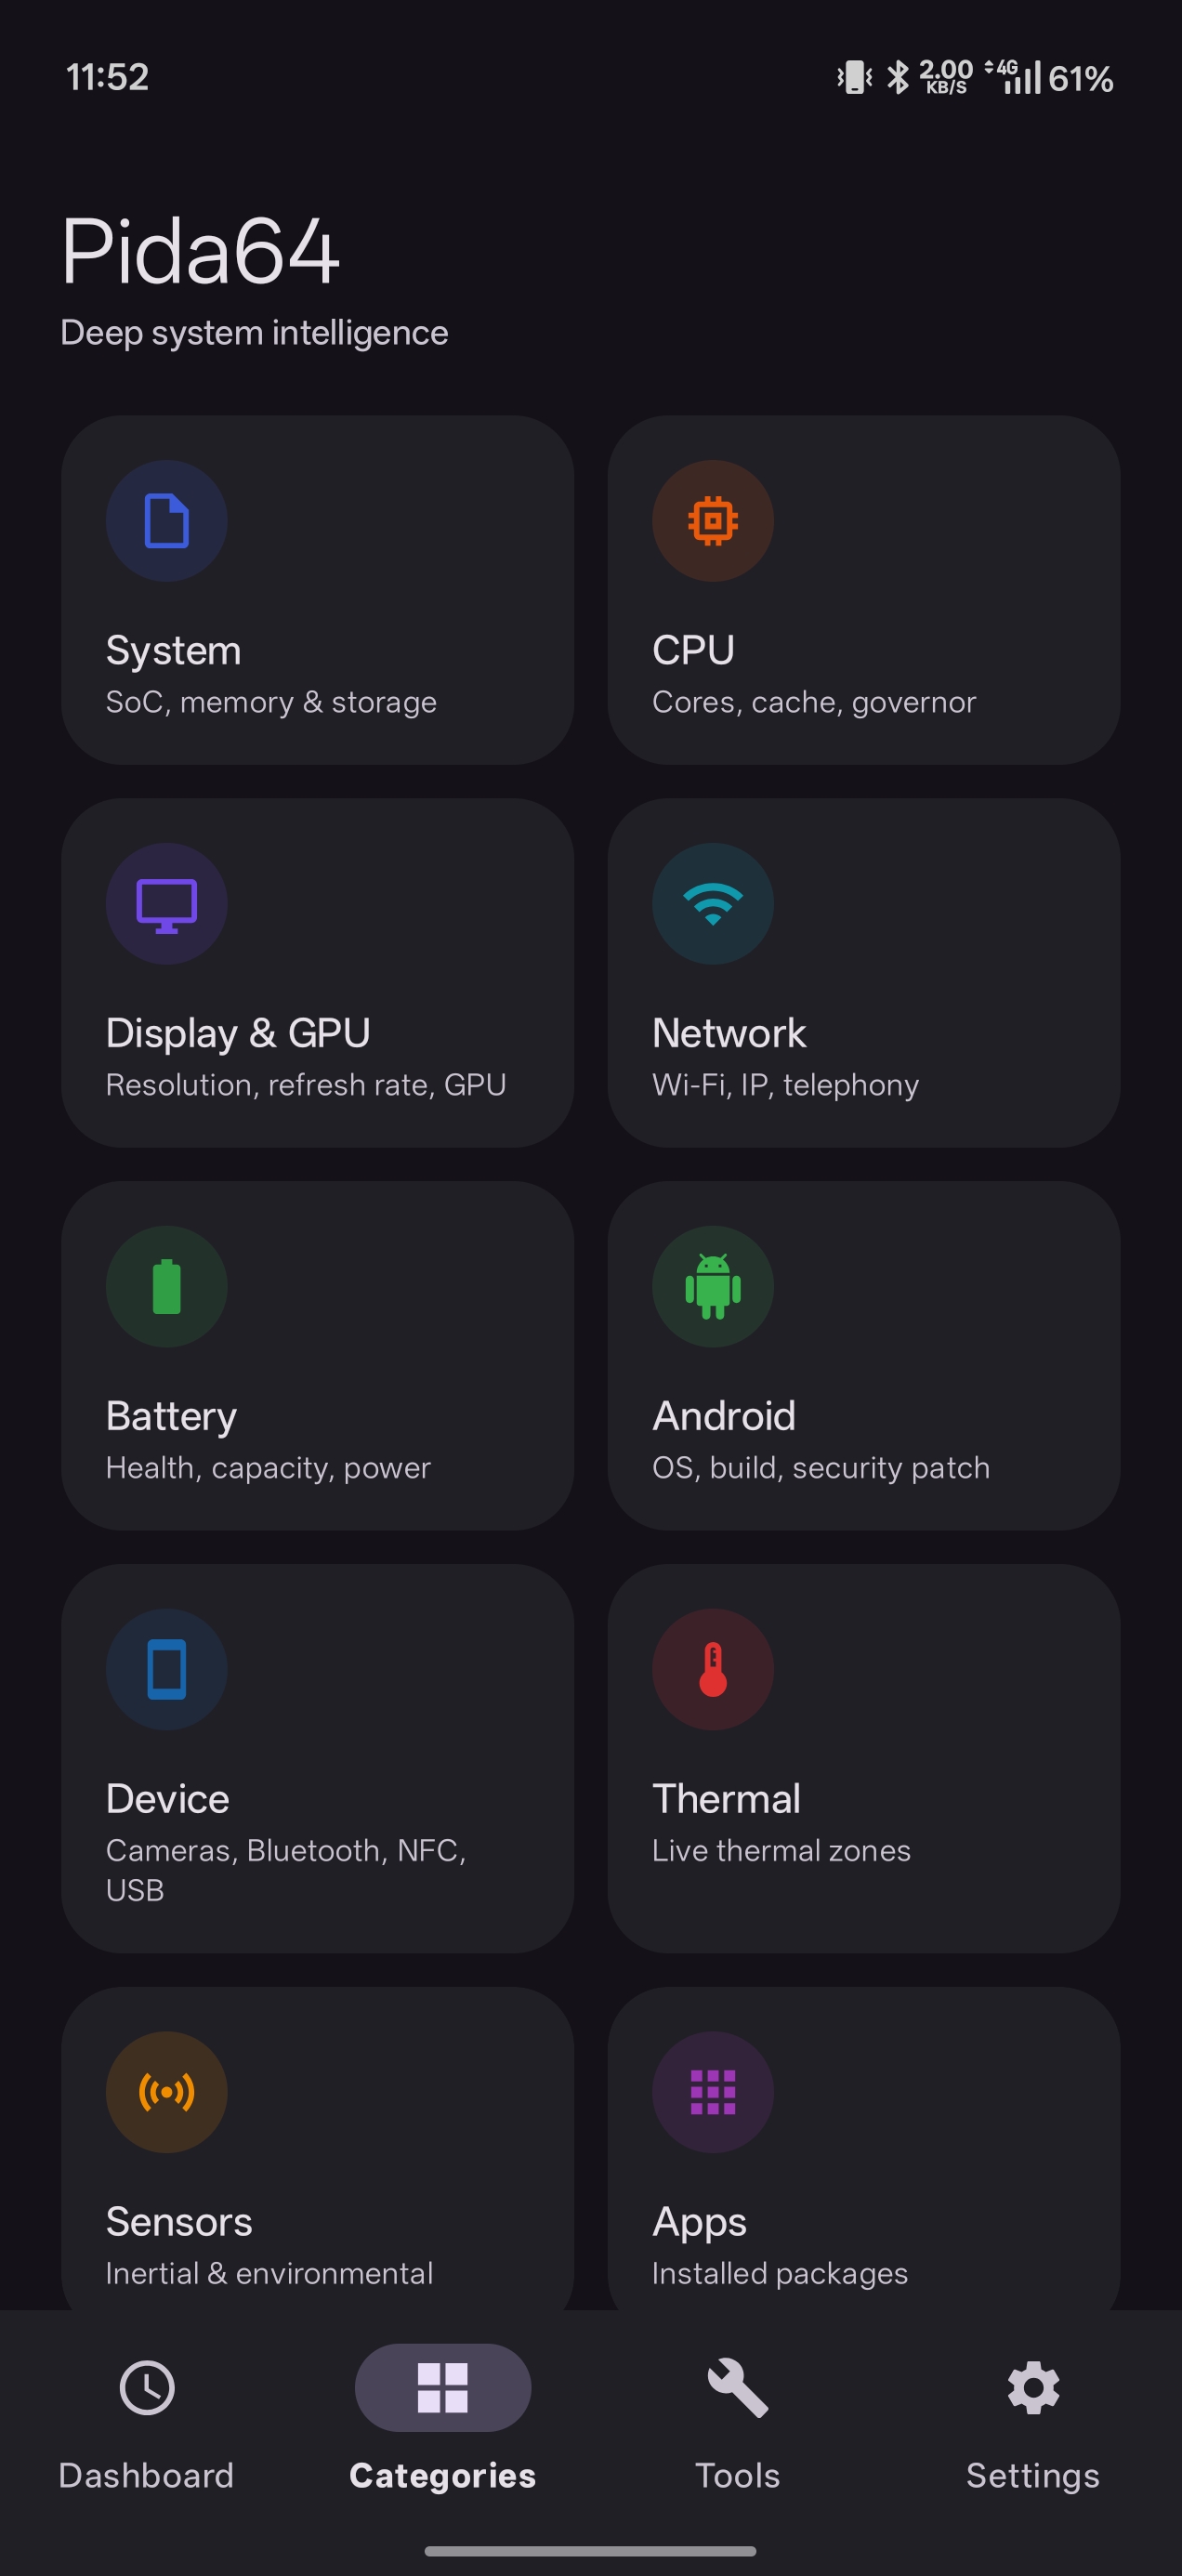 11:52
2.00 KB/S 4G 61%
Pida64
Deep system intelligence
System
SoC, memory & storage
CPU
Cores, cache, governor
Display & GPU
Resolution, refresh rate, GPU
Network
Wi-Fi, IP, telephony
Battery
Health, capacity, power
Android
OS, build, security patch
Device
Cameras, Bluetooth, NFC,
USB
Thermal
Live thermal zones
Sensors
Inertial & environmental
Apps
Installed packages
Dashboard
Categories
Tools
Settings